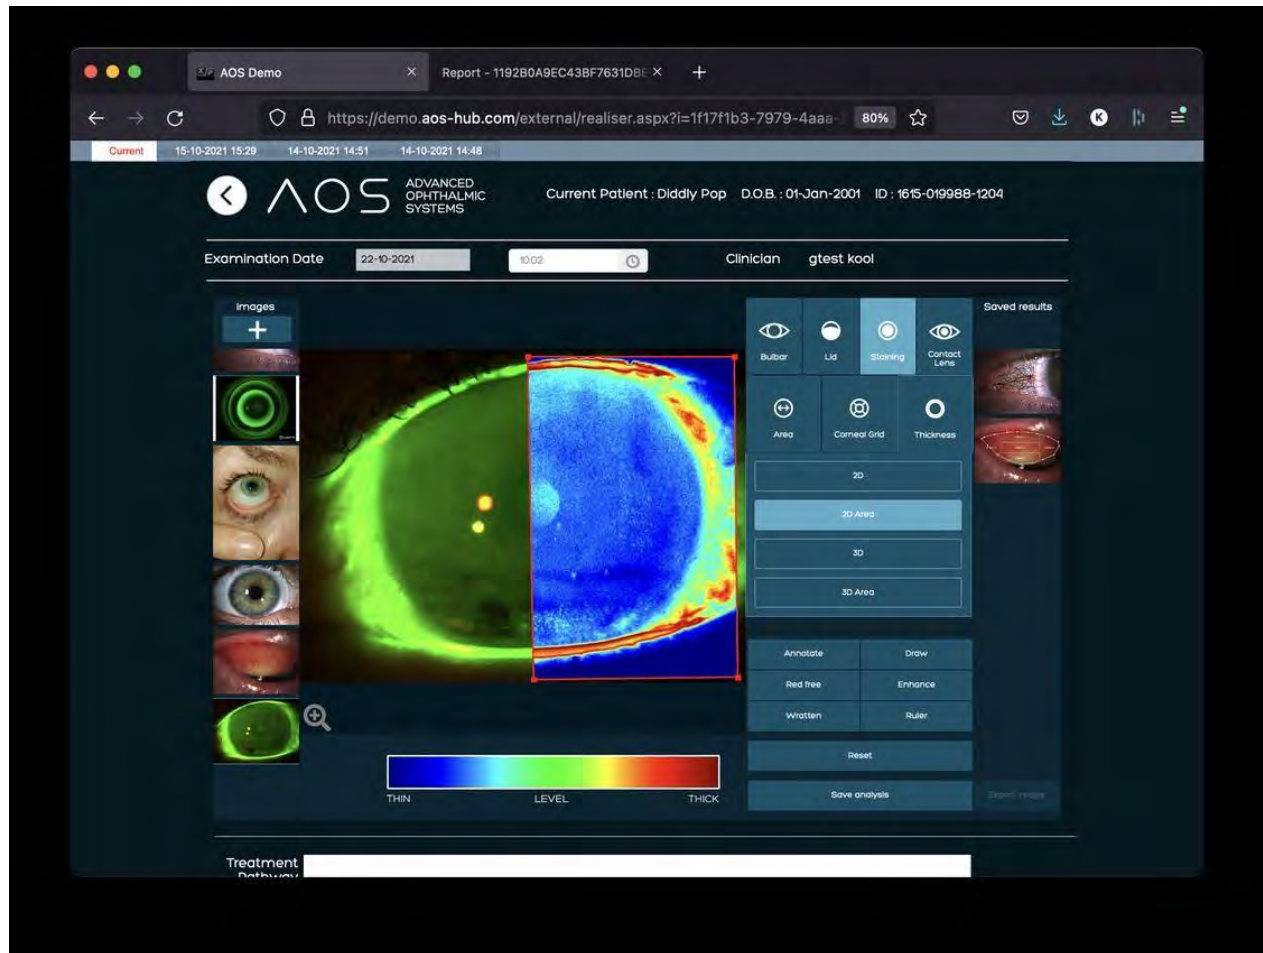 AOS Demo
Report - 1192B0A9EC43BF7631DBE
https://demo.aos-hub.com/external/realiser.aspx?i=1f17f1b3-7979-4aaa-
80%
K
Current 15-10-2021 15:29 14-10-2021 14:51 14-10-2021 14:48
AOS
ADVANCED
OPHTHALMIC
SYSTEMS
Current Patient : Diddly Pop D.O.B. : 01-Jan-2001 ID : 1615-019988-1204
Examination Date 22-10-2021 10:02 Clinician gtest kool
Images
Saved results
Bulbar Lid Staining Contact
Lens
Area Corneal Grid Thickness
2D
2D Area
3D
3D Area
Annotate Draw
Red free Enhance
Wratten Ruler
Reset
Save analysis
Export image
THIN LEVEL THICK
Treatment
Pathway